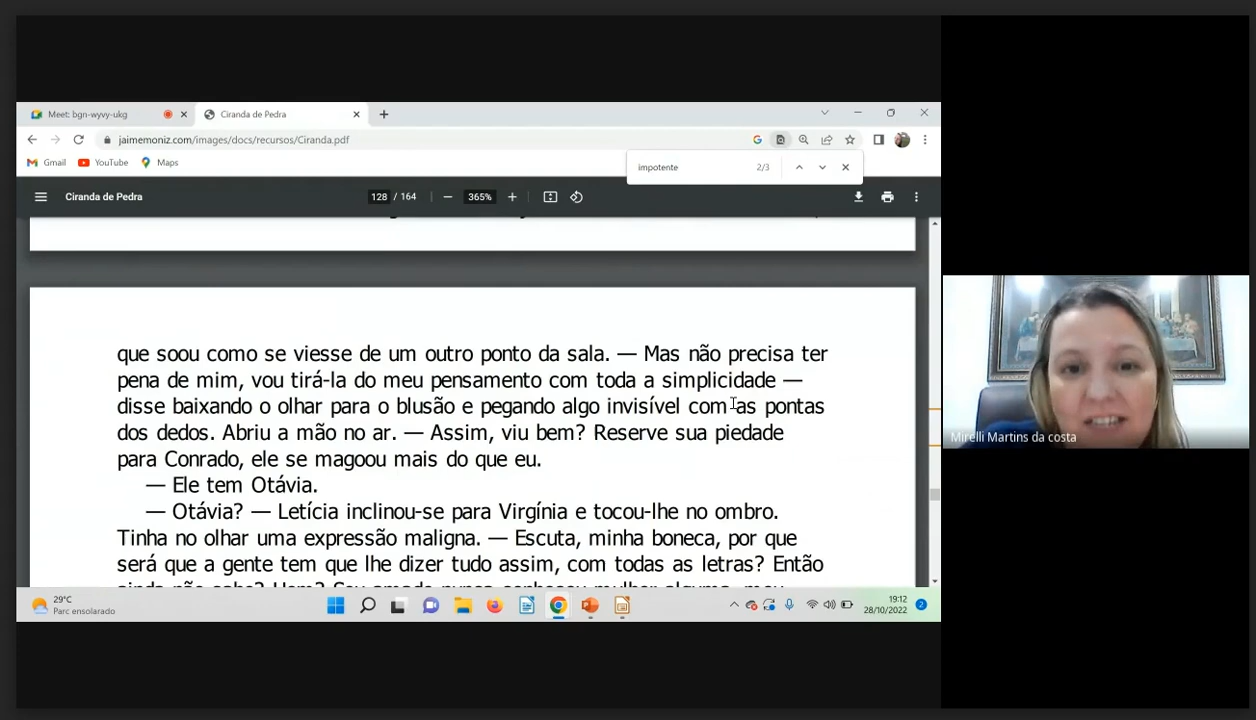 Meet: bgn-wyvy-ukg
Ciranda de Pedra
jaimemoniz.com/images/docs/recursos/Ciranda.pdf
Gmail YouTube Maps
impotente 2/3
Ciranda de Pedra
128 / 164
365%
que soou como se viesse de um outro ponto da sala. — Mas não precisa ter
pena de mim, vou tirá-la do meu pensamento com toda a simplicidade —
disse baixando o olhar para o blusão e pegando algo invisível com as pontas
dos dedos. Abriu a mão no ar. — Assim, viu bem? Reserve sua piedade
para Conrado, ele se magoou mais do que eu.
— Ele tem Otávia.
— Otávia? — Letícia inclinou-se para Virgínia e tocou-lhe no ombro.
Tinha no olhar uma expressão maligna. — Escuta, minha boneca, por que
será que a gente tem que lhe dizer tudo assim, com todas as letras? Então
Mirelli Martins da costa
29°C
Parc ensolarado
19:12
28/10/2022
2